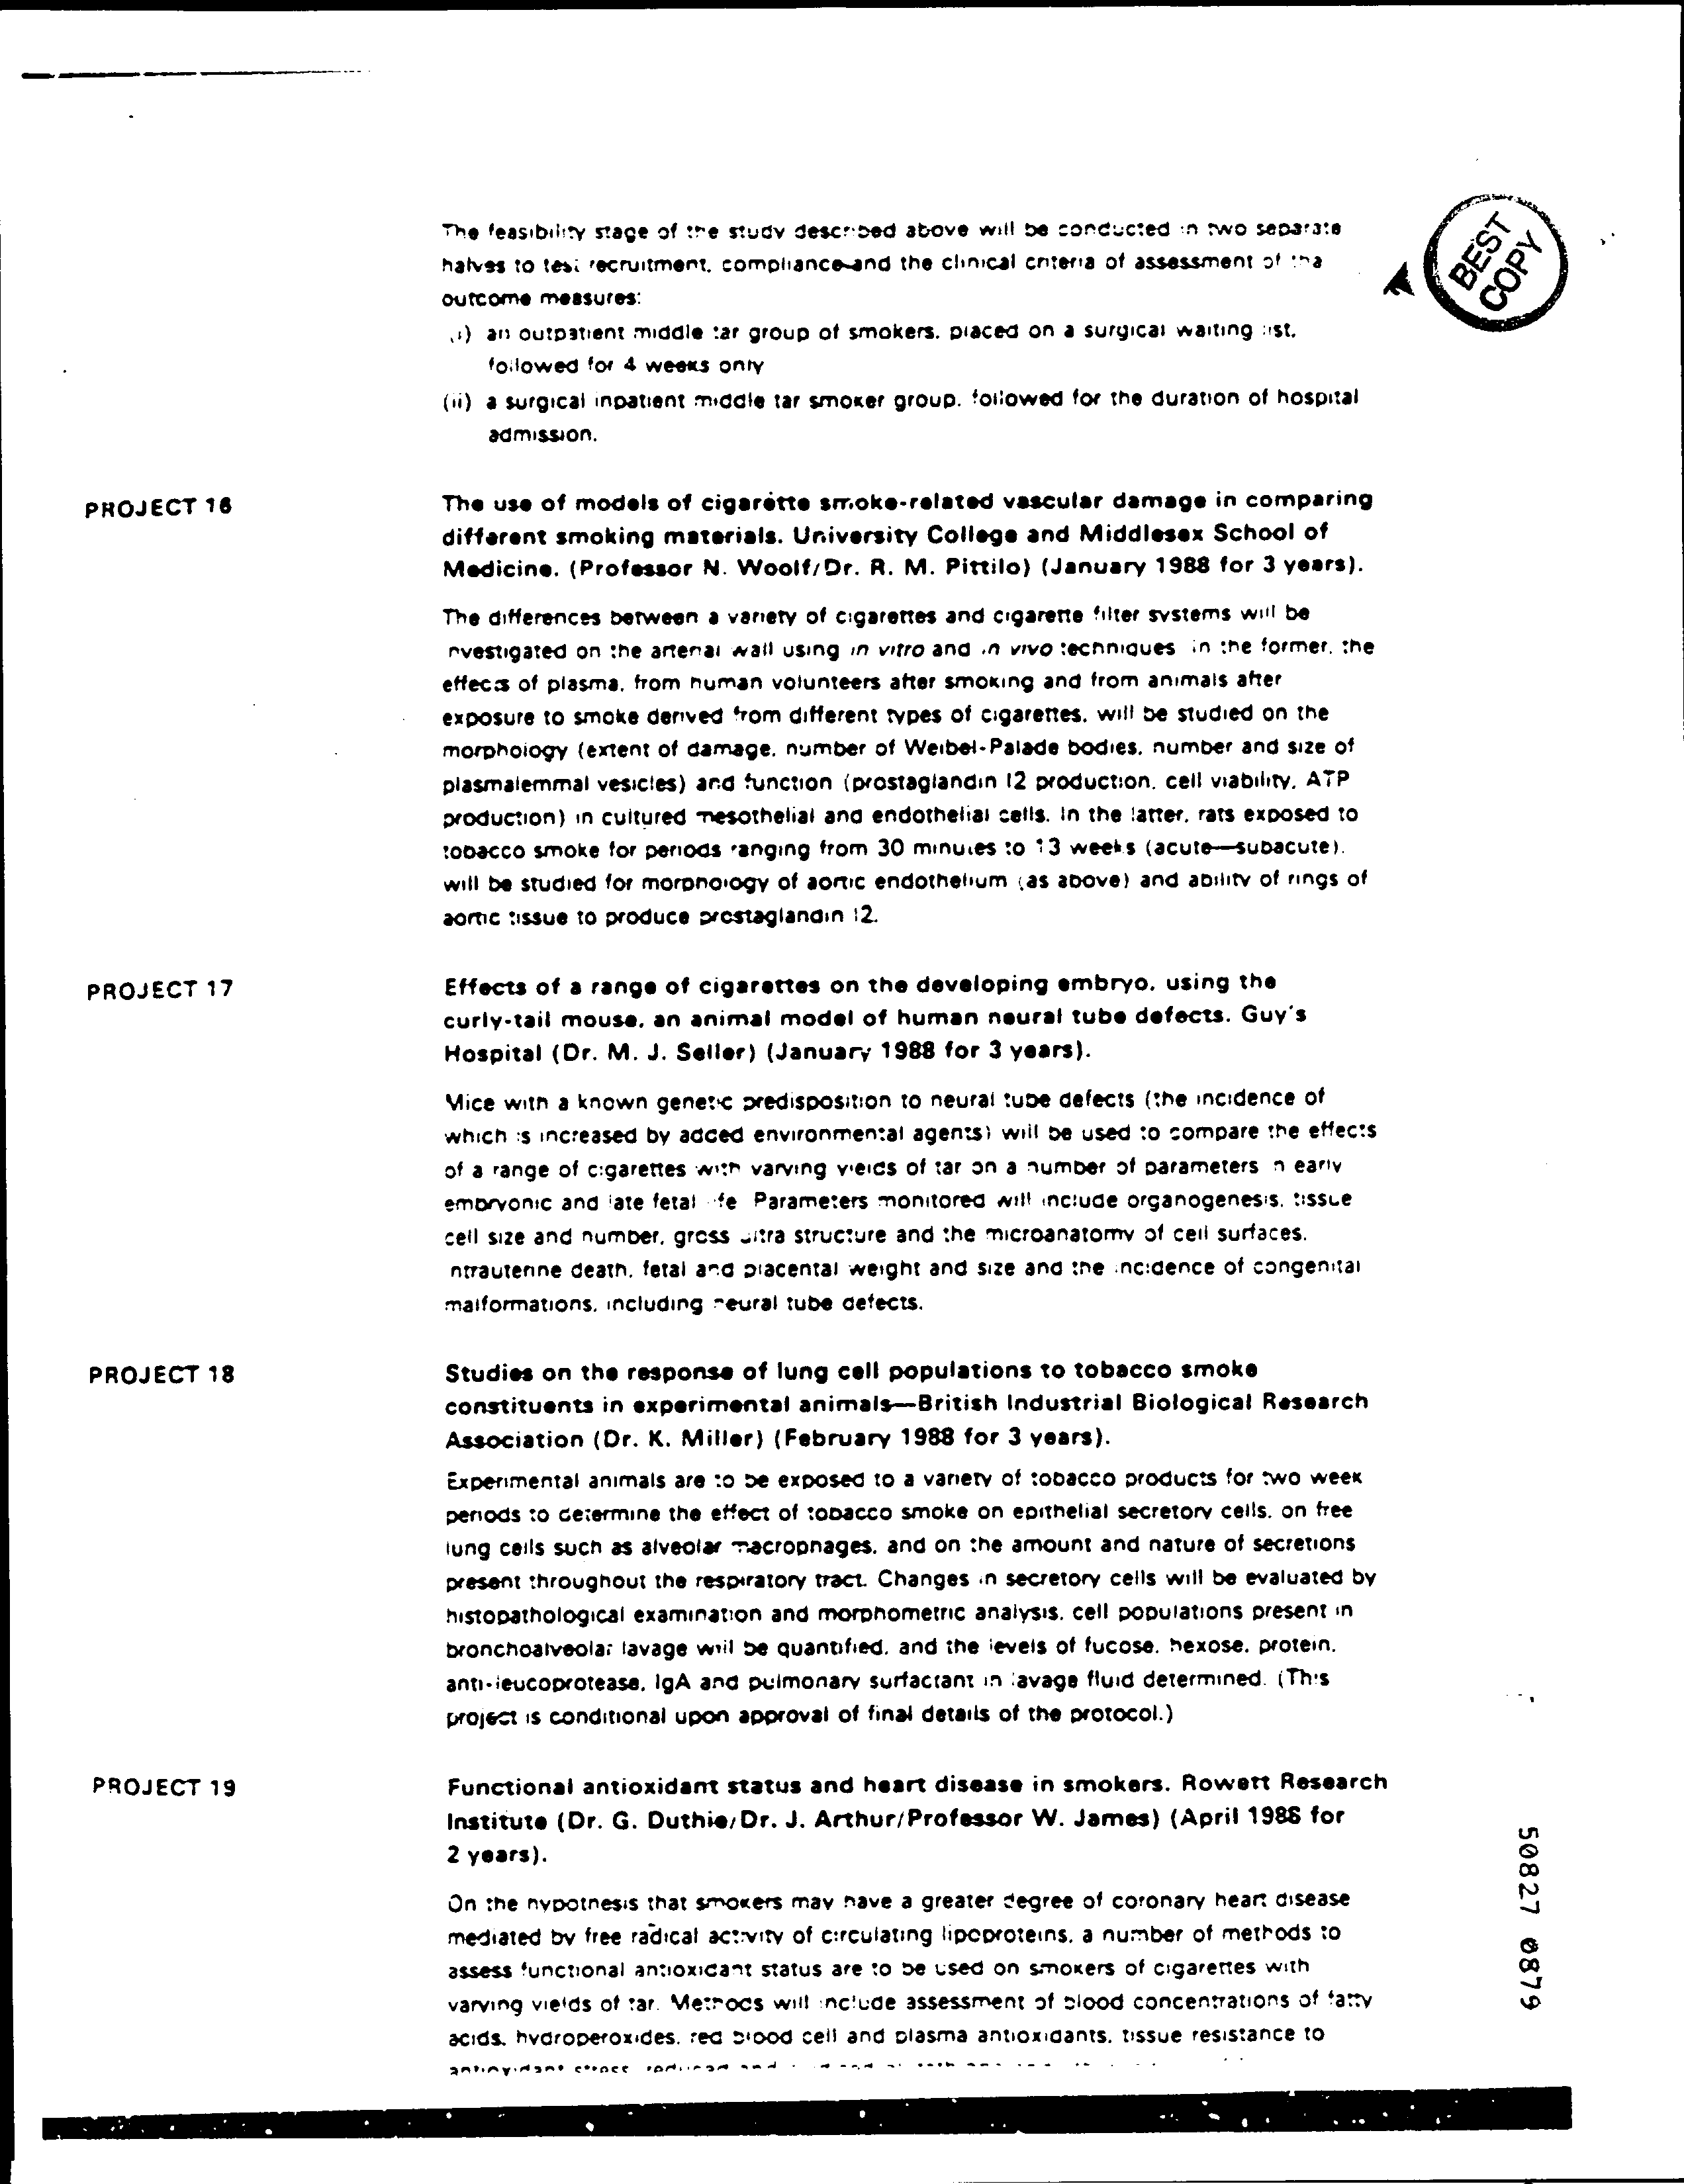 The feasibility stage of the study described above will be conducted in two separate
halves to test recruitment, compliance and the clinical criteria of assessment of the
outcome measures:
(i) an outpatient middle tar group of smokers, placed on a surgical waiting list,
followed for 4 weeks only
(ii) a surgical inpatient middle tar smoker group, followed for the duration of hospital
admission.
BEST
COPY
PROJECT 16
The use of models of cigarette smoke-related vascular damage in comparing
different smoking materials. University College and Middlesex School of
Medicine. (Professor N. Woolf/Dr. R. M. Pittilo) (January 1988 for 3 years).
The differences between a variety of cigarettes and cigarette filter systems will be
investigated on the arterial wall using in vitro and in vivo techniques. In the former, the
effects of plasma, from human volunteers after smoking and from animals after
exposure to smoke derived from different types of cigarettes, will be studied on the
morphology (extent of damage, number of Weibel-Palade bodies, number and size of
plasmalemmal vesicles) and function (prostaglandin I2 production, cell viability, ATP
production) in cultured mesothelial and endothelial cells. In the latter, rats exposed to
tobacco smoke for periods ranging from 30 minutes to 13 weeks (acute—subacute).
will be studied for morphology of aortic endothelium (as above) and ability of rings of
aortic tissue to produce prostaglandin I2.
PROJECT 17
Effects of a range of cigarettes on the developing embryo, using the
curly-tail mouse, an animal model of human neural tube defects. Guy's
Hospital (Dr. M. J. Seller) (January 1988 for 3 years).
Mice with a known genetic predisposition to neural tube defects (the incidence of
which is increased by added environmental agents) will be used to compare the effects
of a range of cigarettes with varying yields of tar on a number of parameters in early
embryonic and late fetal life. Parameters monitored will include organogenesis, tissue
cell size and number, gross ultra structure and the microanatomy of cell surfaces,
intrauterine death, fetal and placental weight and size and the incidence of congenital
malformations, including neural tube defects.
PROJECT 18
Studies on the response of lung cell populations to tobacco smoke
constituents in experimental animals—British Industrial Biological Research
Association (Dr. K. Miller) (February 1988 for 3 years).
Experimental animals are to be exposed to a variety of tobacco products for two week
periods to determine the effect of tobacco smoke on epithelial secretory cells, on free
lung cells such as alveolar macrophages, and on the amount and nature of secretions
present throughout the respiratory tract. Changes in secretory cells will be evaluated by
histopathological examination and morphometric analysis, cell populations present in
bronchoalveolar lavage will be quantified, and the levels of fucose, hexose, protein,
anti-leucoprotease, IgA and pulmonary surfactant in lavage fluid determined. (This
project is conditional upon approval of final details of the protocol.)
PROJECT 19
Functional antioxidant status and heart disease in smokers. Rowett Research
Institute (Dr. G. Duthie/Dr. J. Arthur/Professor W. James) (April 1988 for
2 years).
On the hypothesis that smokers may have a greater degree of coronary heart disease
mediated by free radical activity of circulating lipoproteins, a number of methods to
assess functional antioxidant status are to be used on smokers of cigarettes with
varying yields of tar. Methods will include assessment of blood concentrations of fatty
acids, hydroperoxides, red blood cell and plasma antioxidants, tissue resistance to
50827 0879